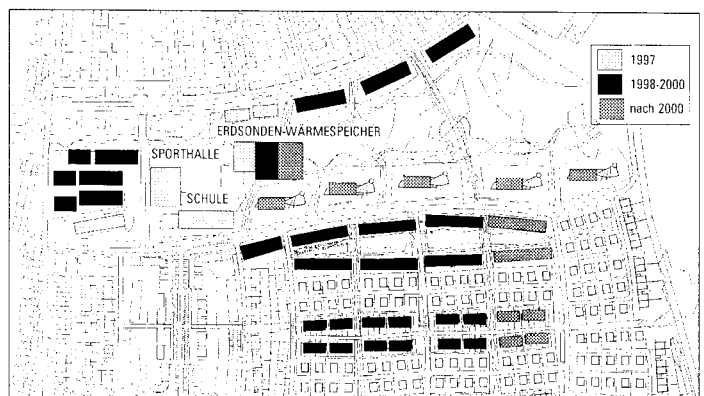 1997
1998-2000
nach 2000
ERDSONDEN-WÄRMESPEICHER
SPORTHALLE
SCHULE